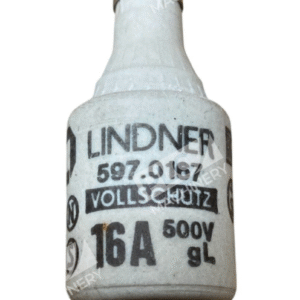 LINDNER
597.0167
VOLLSCHUTZ
16A 500V
gL